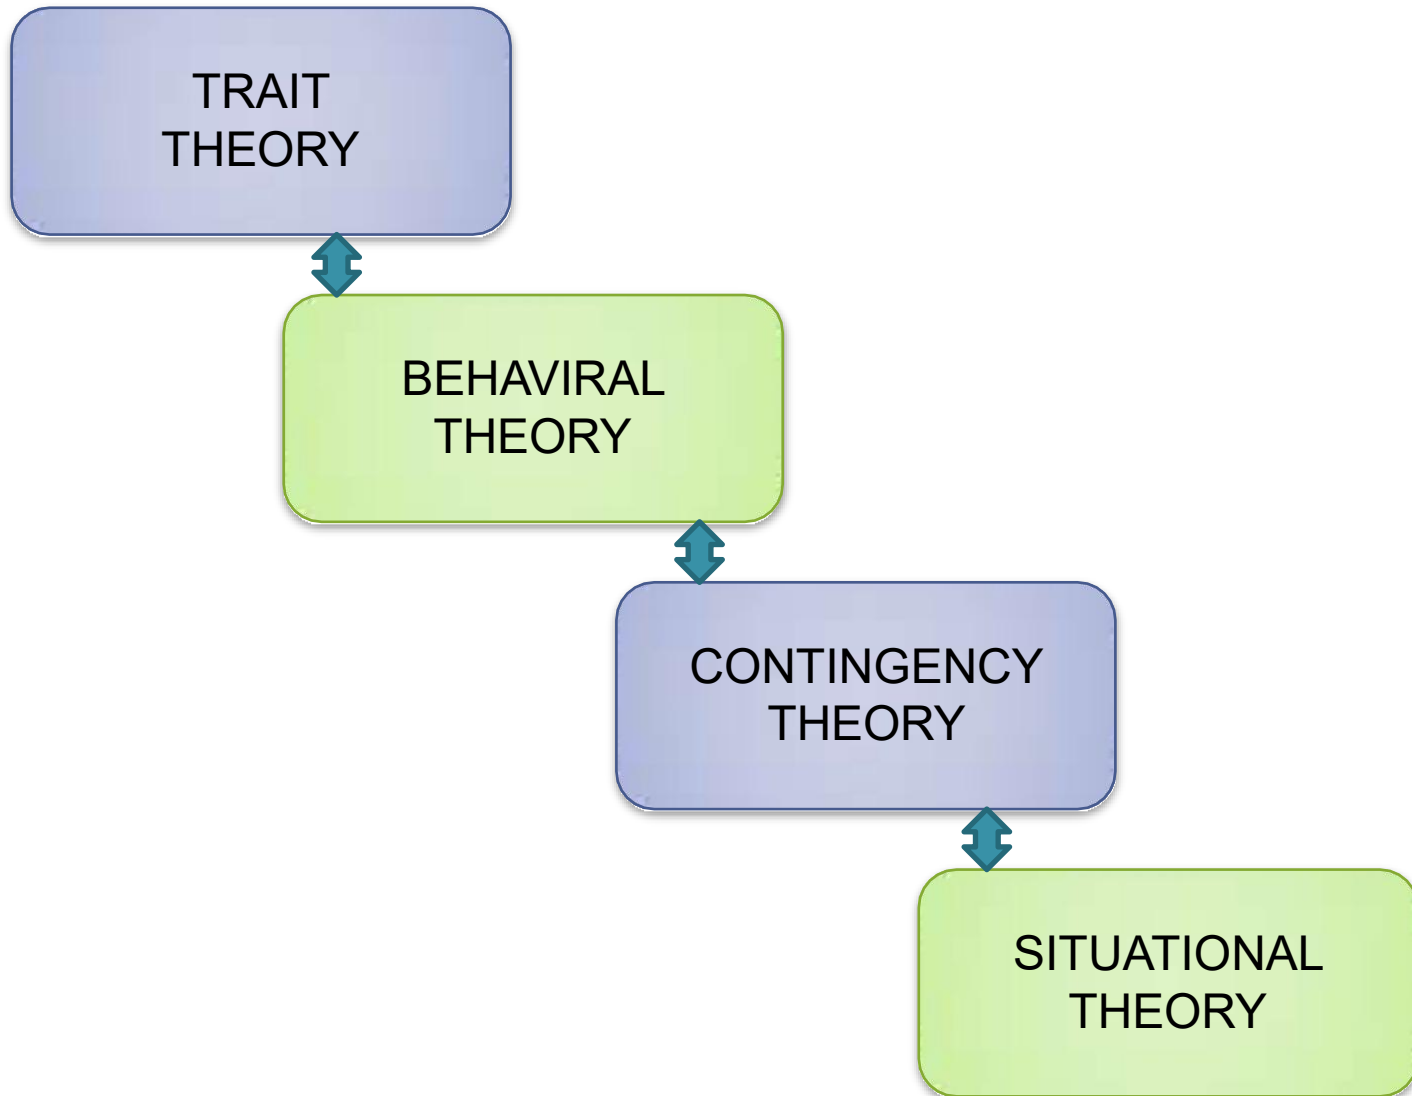 TRAIT
THEORY
BEHAVIRAL
THEORY
CONTINGENCY
THEORY
SITUATIONAL
THEORY